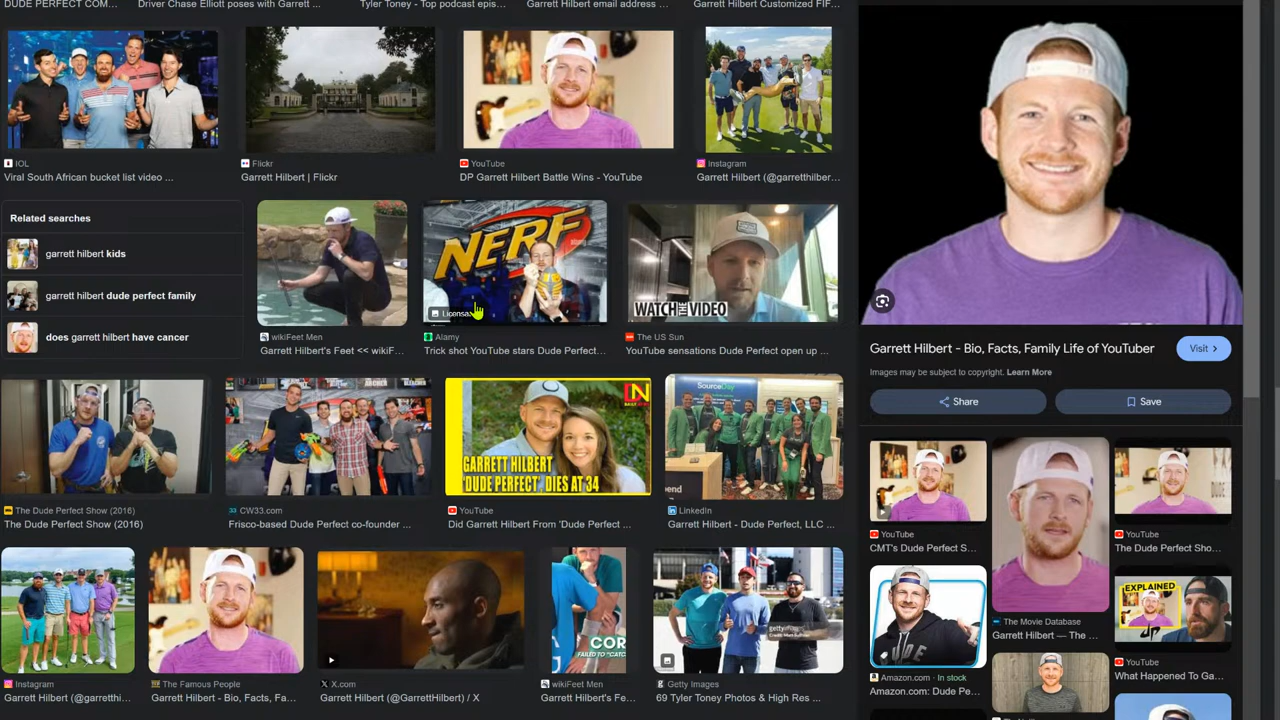 DUDE PERFECT COM...
Driver Chase Elliott poses with Garrett ...
Tyler Toney - Top podcast epis...
Garrett Hilbert email address ...
Garrett Hilbert Customized FIF...
IOL
Viral South African bucket list video ...
Flickr
Garrett Hilbert | Flickr
YouTube
DP Garrett Hilbert Battle Wins - YouTube
Instagram
Garrett Hilbert (@garretthilber...
Related searches
garrett hilbert kids
garrett hilbert dude perfect family
does garrett hilbert have cancer
wikiFeet Men
Garrett Hilbert's Feet << wikiF...
NERF
Licensa
Alamy
Trick shot YouTube stars Dude Perfect...
WATCH THE VIDEO
The US Sun
YouTube sensations Dude Perfect open up ...
The Dude Perfect Show (2016)
The Dude Perfect Show (2016)
CW33.com
Frisco-based Dude Perfect co-founder ...
GARRETT HILBERT
'DUDE PERFECT' DIES AT 34
YouTube
Did Garrett Hilbert From 'Dude Perfect ...
SourceDay
LinkedIn
Garrett Hilbert - Dude Perfect, LLC ...
Instagram
Garrett Hilbert (@garretthi...
The Famous People
Garrett Hilbert - Bio, Facts, Fa...
X.com
Garrett Hilbert (@GarrettHilbert) / X
COR
FAILED TO "CATC
wikiFeet Men
Garrett Hilbert's Fe...
gettyim
Getty Images
69 Tyler Toney Photos & High Res ...
Garrett Hilbert - Bio, Facts, Family Life of YouTuber
Visit
Images may be subject to copyright. Learn More
Share
Save
YouTube
CMT's Dude Perfect S...
The Movie Database
Garrett Hilbert — The ...
YouTube
The Dude Perfect Sho...
DUDE
Amazon.com · In stock
Amazon.com: Dude Pe...
EXPLAINED
YouTube
What Happened To Ga...